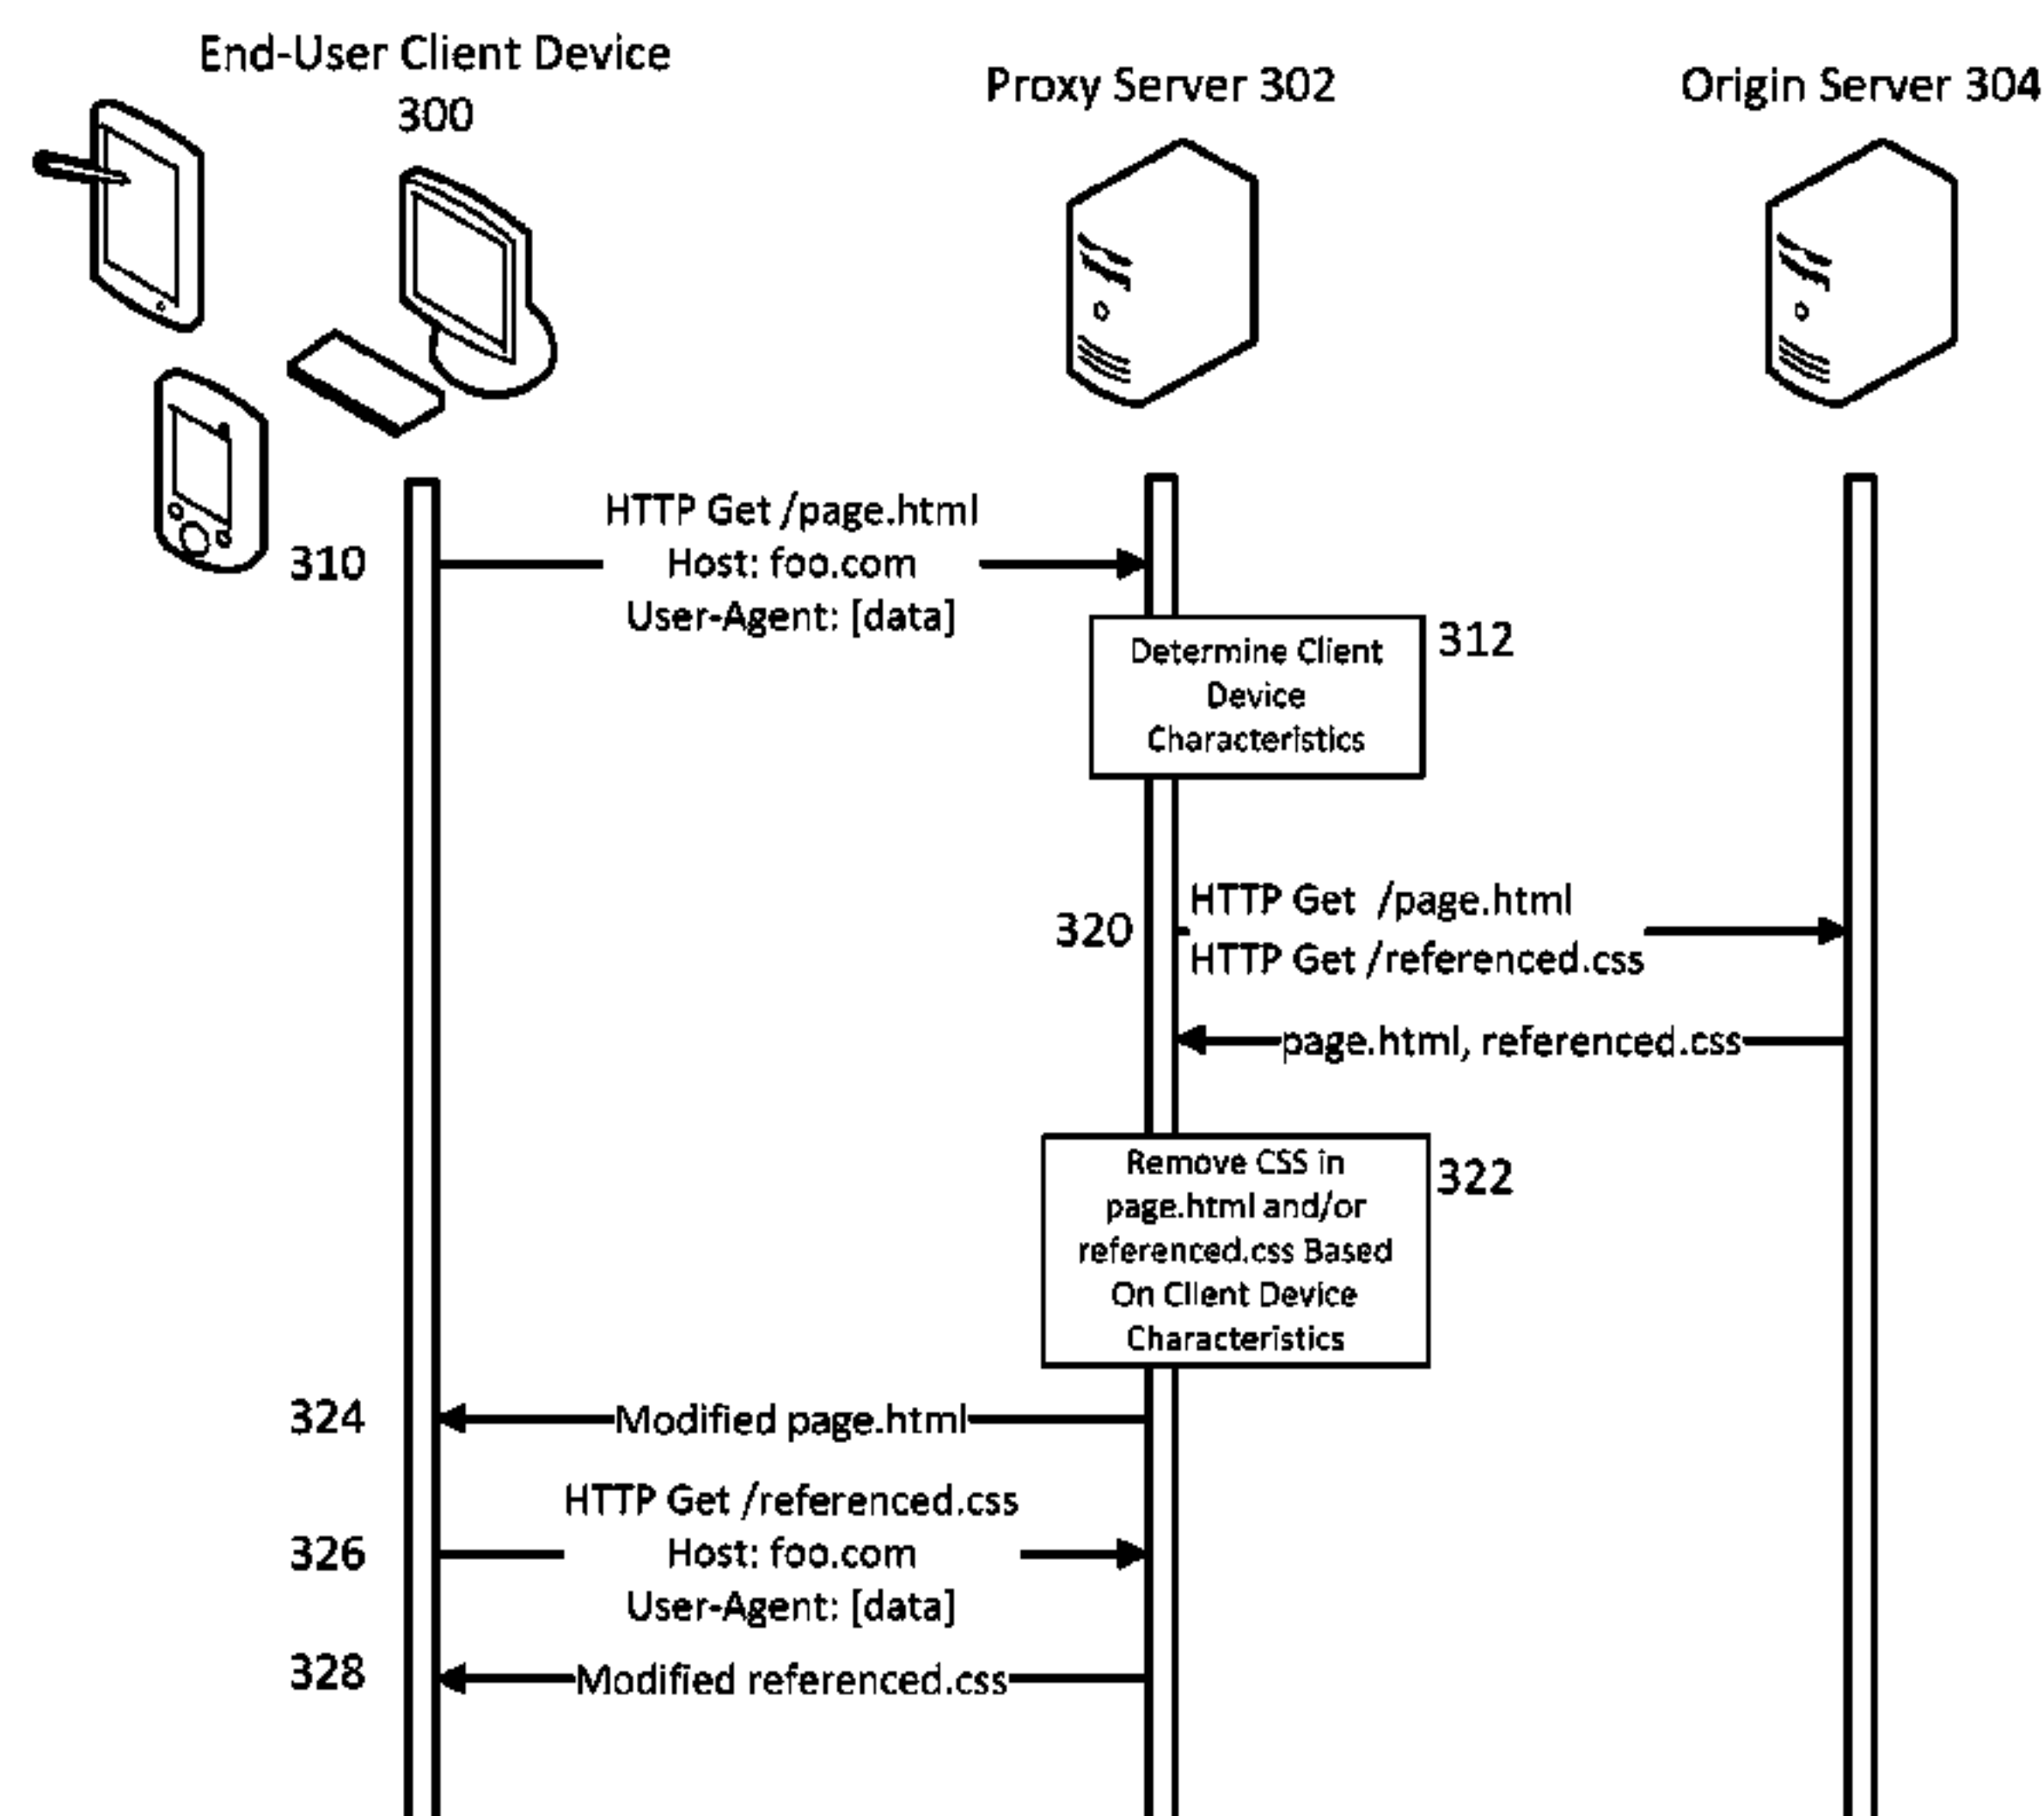 End-User Client Device
300
Proxy Server 302
Origin Server 304
HTTP Get /page.html
310
Host: foo.com
User-Agent: [data]
Determine Client
Device
Characteristics
312
HTTP Get /page.html
320
HTTP Get /referenced.css
page.html, referenced.css
Remove CSS in
page.html and/or
referenced.css Based
On Client Device
Characteristics
322
324
Modified page.html
HTTP Get /referenced.css
326
Host: foo.com
User-Agent: [data]
328
Modified referenced.css